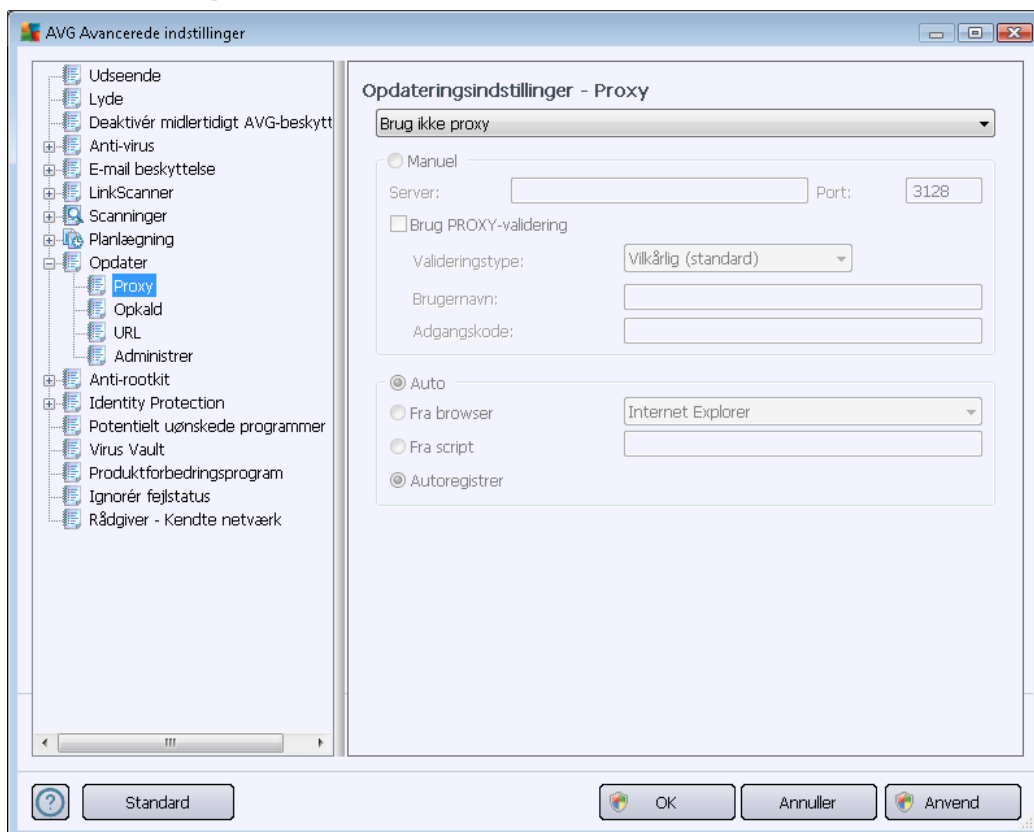 AVG Avancerede indstillinger
Udseende
Lyde
Deaktivér midlertidigt AVG-beskytt
Anti-virus
E-mail beskyttelse
LinkScanner
Scanninger
Planlægning
Opdater
Proxy
Opkald
URL
Administrer
Anti-rootkit
Identity Protection
Potentielt uønskede programmer
Virus Vault
Produktforbedringsprogram
Ignorér fejlstatus
Rådgiver - Kendte netværk
Opdateringsindstillinger - Proxy
Brug ikke proxy
Manuel
Server: Port: 3128
Brug PROXY-validering
Valideringstype: Vilkårlig (standard)
Brugernavn:
Adgangskode:
Auto
Fra browser Internet Explorer
Fra script
Autoregistrer
Standard OK Annuller Anvend